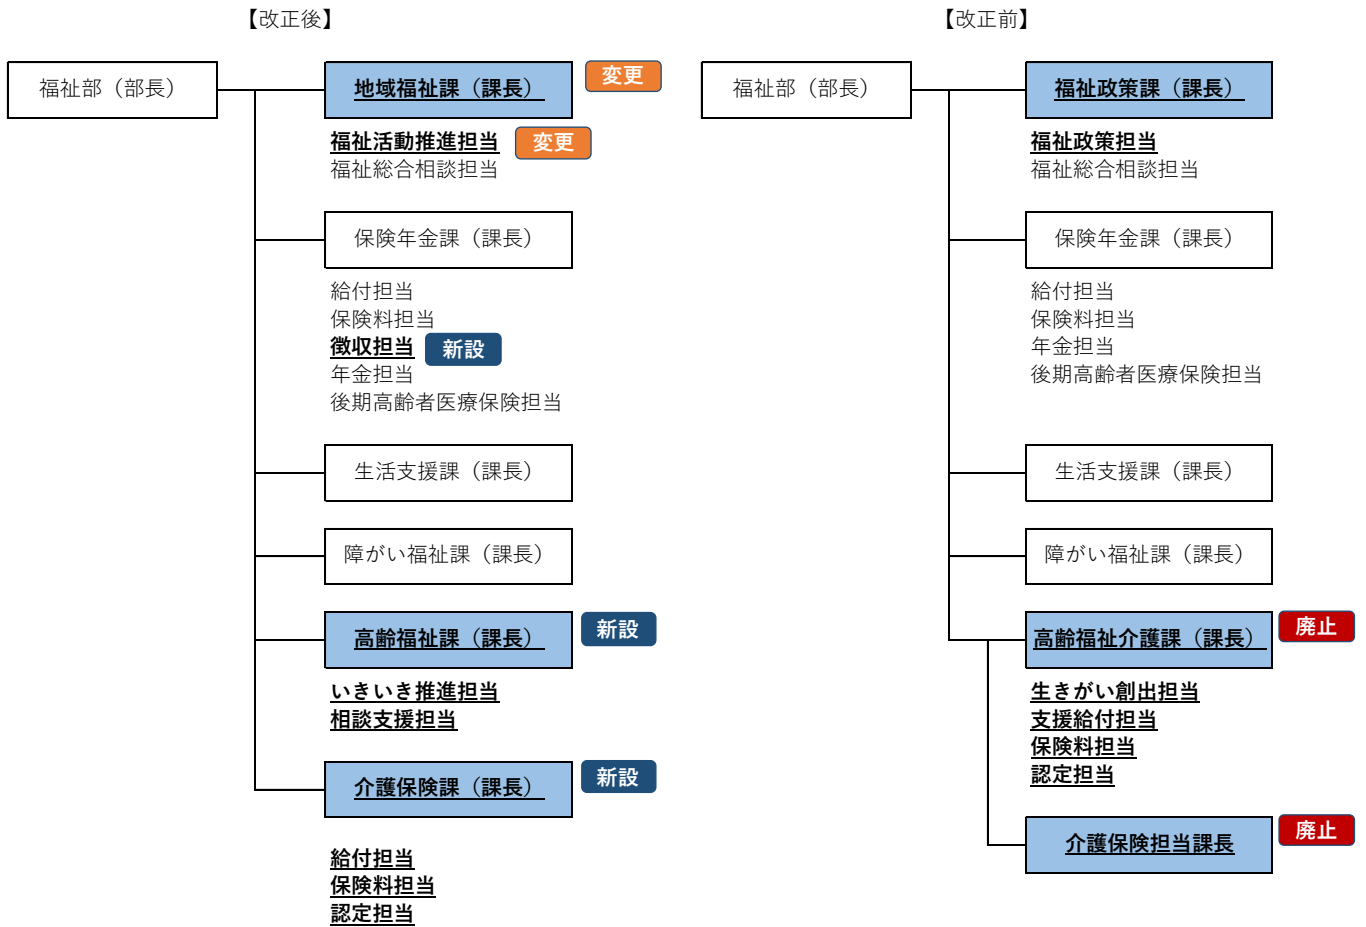 【改正後】
福祉部（部長）
地域福祉課（課長）
変更
福祉活動推進担当
変更
福祉総合相談担当
保険年金課（課長）
給付担当
保険料担当
徴収担当
新設
年金担当
後期高齢者医療保険担当
生活支援課（課長）
障がい福祉課（課長）
高齢福祉課（課長）
新設
いきいき推進担当
相談支援担当
介護保険課（課長）
新設
給付担当
保険料担当
認定担当
【改正前】
福祉部（部長）
福祉政策課（課長）
福祉政策担当
福祉総合相談担当
保険年金課（課長）
給付担当
保険料担当
年金担当
後期高齢者医療保険担当
生活支援課（課長）
障がい福祉課（課長）
高齢福祉介護課（課長）
廃止
生きがい創出担当
支援給付担当
保険料担当
認定担当
介護保険担当課長
廃止